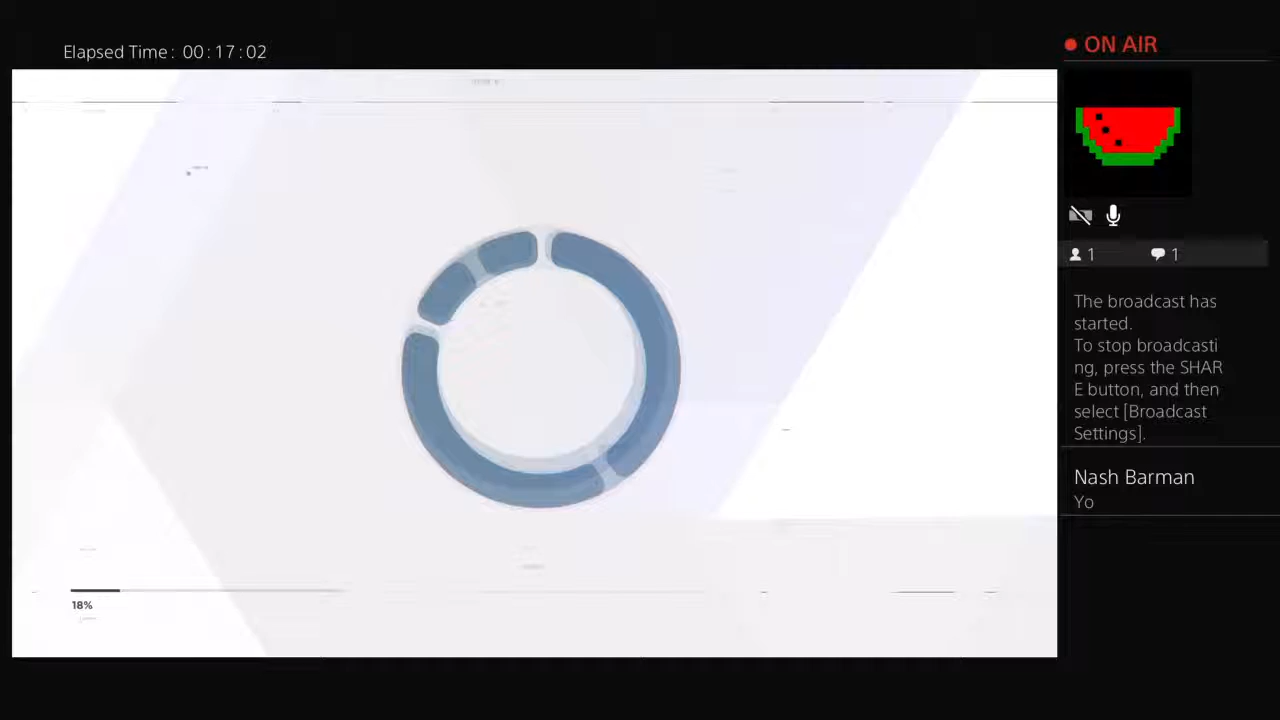 Elapsed Time: 00:17:02
ON AIR
1 1
The broadcast has
started.
To stop broadcasti
ng, press the SHAR
E button, and then
select [Broadcast
Settings].
Nash Barman
Yo
18%